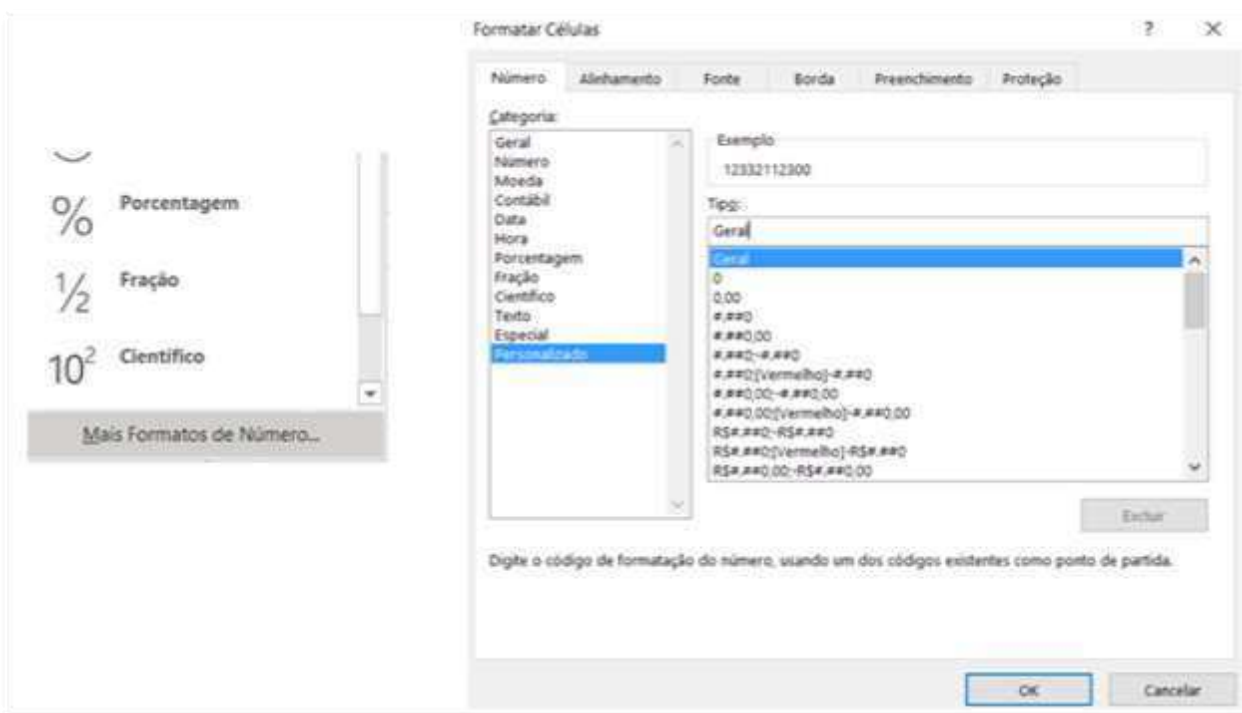 Porcentagem
Fração
Científico
Mais Formatos de Número...
Formatar Células
Número Alinhamento Fonte Borda Preenchimento Proteção
Categoria:
Geral
Número
Moeda
Contábil
Data
Hora
Porcentagem
Fração
Científico
Texto
Especial
Personalizado
Exemplo
12332112300
Tipo:
Geral
Geral
0
0,00
#.##0
#.##0,00
#.##0;-#.##0
#.##0;[Vermelho]-#.##0
#.##0,00;-#.##0,00
#.##0,00;[Vermelho]-#.##0,00
R$#.##0;-R$#.##0
R$#.##0;[Vermelho]-R$#.##0
R$#.##0,00;-R$#.##0,00
Excluir
Digite o código de formatação do número, usando um dos códigos existentes como ponto de partida.
OK Cancelar